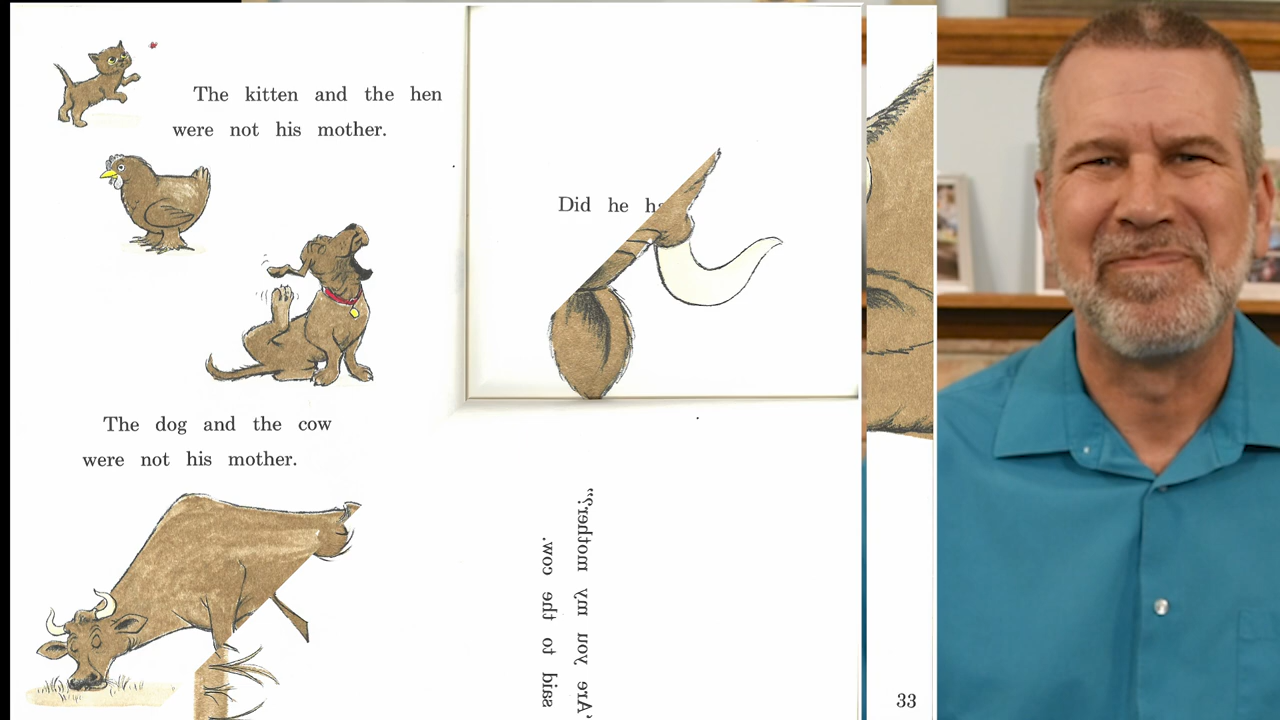 The kitten and the hen
were not his mother.
Did he
The dog and the cow
were not his mother.
"Are you my mother?"
said to the cow.
33